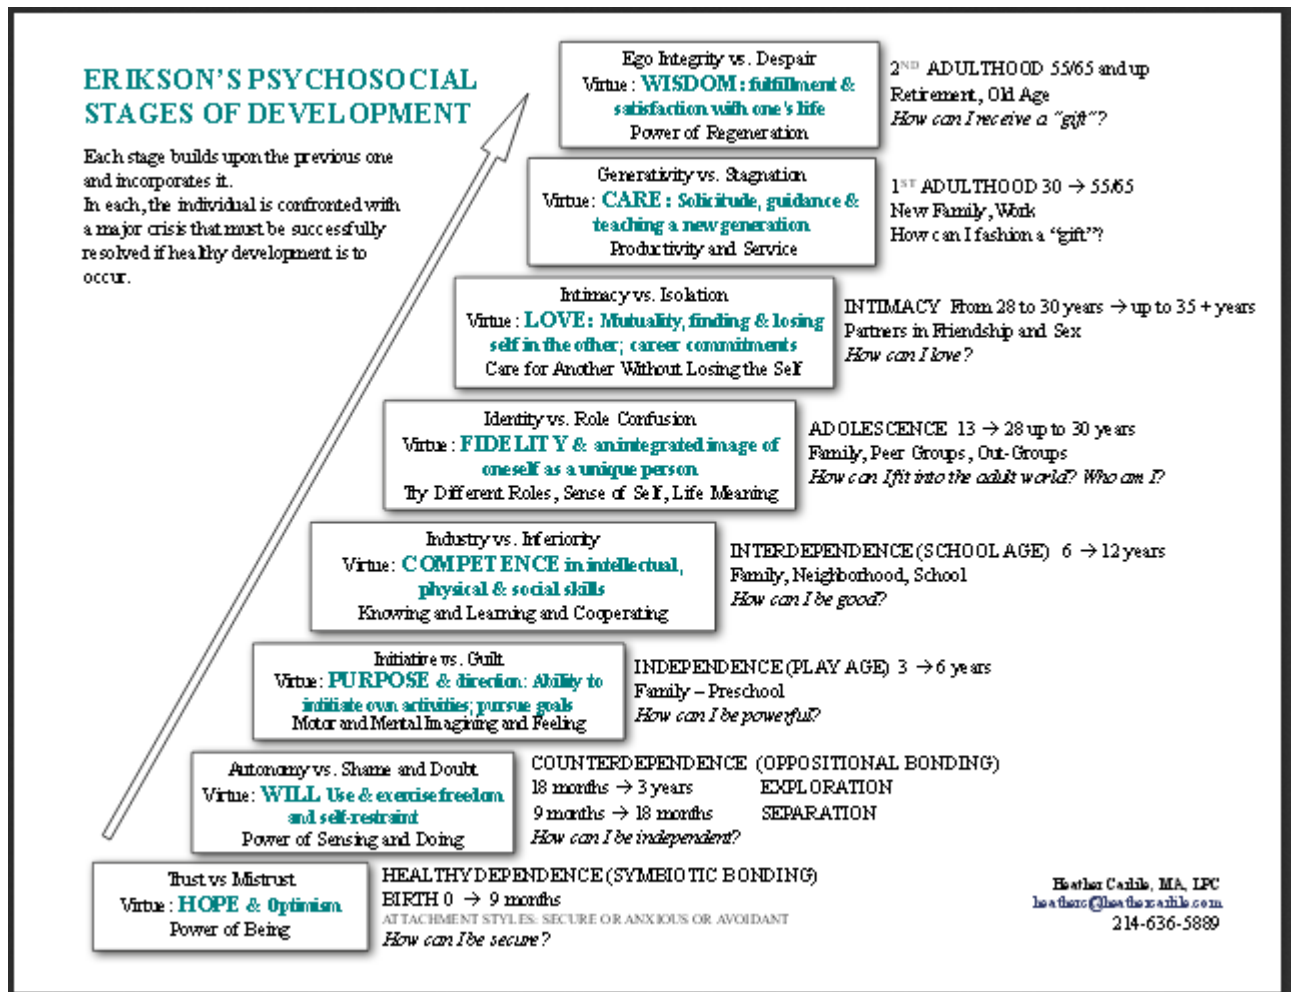 ERIKSON'S PSYCHOSOCIAL
STAGES OF DEVELOPMENT
Each stage builds upon the previous one
and incorporates it.
In each, the individual is confronted with
a major crisis that must be successfully
resolved if healthy development is to
occur.
Ego Integrity vs. Despair
Virtue: WISDOM: fulfillment &
satisfaction with one's life
Power of Regeneration
2ND ADULTHOOD 55/65 and up
Retirement, Old Age
How can I receive a "gift"?
Generativity vs. Stagnation
Virtue: CARE: Solicitude, guidance &
teaching a new generation
Productivity and Service
1ST ADULTHOOD 30 → 55/65
New Family, Work
How can I fashion a "gift"?
Intimacy vs. Isolation
Virtue: LOVE: Mutuality, finding & losing
self in the other; career commitments
Care for Another Without Losing the Self
INTIMACY From 28 to 30 years → up to 35 + years
Partners in Friendship and Sex
How can I love?
Identity vs. Role Confusion
Virtue: FIDELITY & an integrated image of
oneself as a unique person
Try Different Roles, Sense of Self, Life Meaning
ADOLESCENCE 13 → 28 up to 30 years
Family, Peer Groups, Out-Groups
How can I fit into the adult world? Who am I?
Industry vs. Inferiority
Virtue: COMPETENCE in intellectual,
physical & social skills
Knowing and Learning and Cooperating
INTERDEPENDENCE (SCHOOL AGE) 6 → 12 years
Family, Neighborhood, School
How can I be good?
Initiative vs. Guilt
Virtue: PURPOSE & direction: Ability to
intitiate own activities; pursue goals
Motor and Mental Imagining and Feeling
INDEPENDENCE (PLAY AGE) 3 → 6 years
Family – Preschool
How can I be powerful?
Autonomy vs. Shame and Doubt
Virtue: WILL Use & exercise freedom
and self-restraint
Power of Sensing and Doing
COUNTERDEPENDENCE (OPPOSITIONAL BONDING)
18 months → 3 years EXPLORATION
9 months → 18 months SEPARATION
How can I be independent?
Trust vs Mistrust
Virtue: HOPE & Optimism
Power of Being
HEALTHY DEPENDENCE (SYMBIOTIC BONDING)
BIRTH 0 → 9 months
ATTACHMENT STYLES: SECURE OR ANXIOUS OR AVOIDANT
How can I be secure?
Heather Carlile, MA, LPC
heatherc@heathercarlile.com
214-636-5889